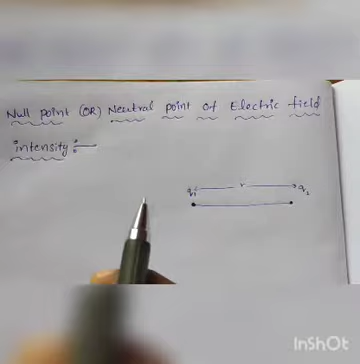 Null point (OR) Neutral point of Electric field
intensity :-
q₁ r q₂
InShOt